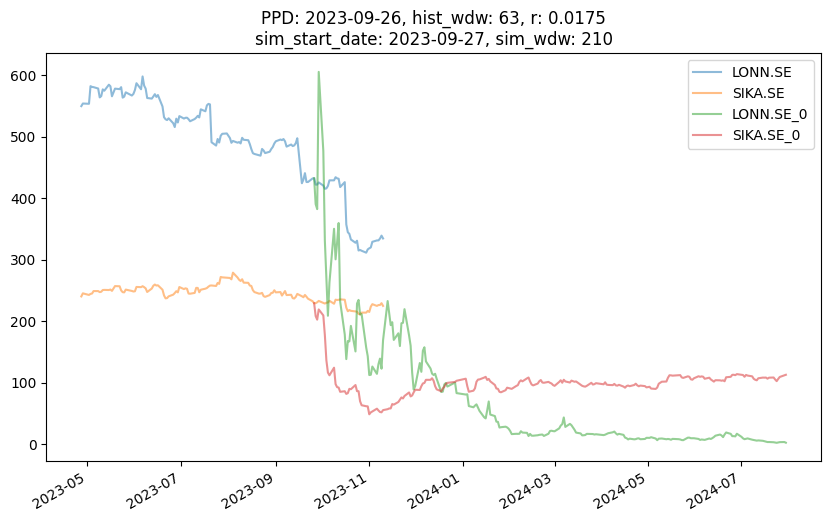 PPD: 2023-09-26, hist_wdw: 63, r: 0.0175
sim_start_date: 2023-09-27, sim_wdw: 210
LONN.SE
SIKA.SE
LONN.SE_0
SIKA.SE_0
600
500
400
300
200
100
0
2023-05
2023-07
2023-09
2023-11
2024-01
2024-03
2024-05
2024-07